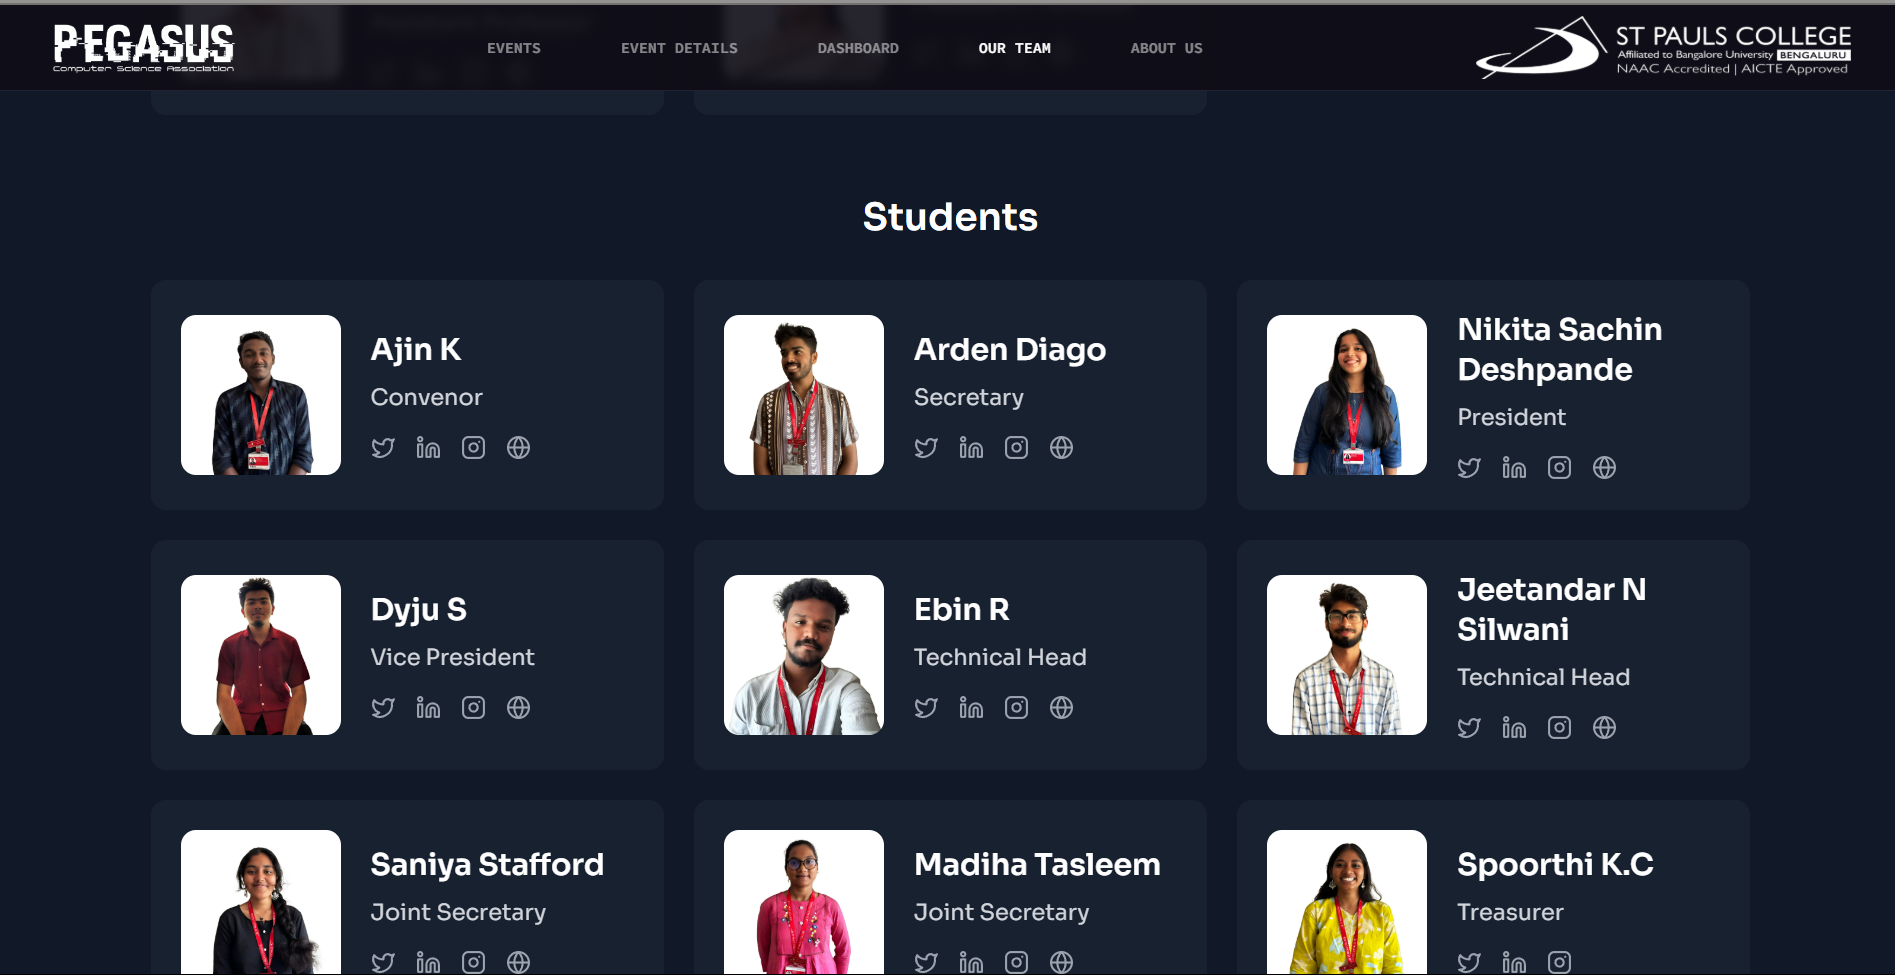 PEGASUS
Computer Science Association
EVENTS
EVENT DETAILS
DASHBOARD
OUR TEAM
ABOUT US
ST PAULS COLLEGE
Affiliated to Bangalore University BENGALURU
NAAC Accredited | AICTE Approved
Students
Ajin K
Convenor
Arden Diago
Secretary
Nikita Sachin
Deshpande
President
Dyju S
Vice President
Ebin R
Technical Head
Jeetandar N
Silwani
Technical Head
Saniya Stafford
Joint Secretary
Madiha Tasleem
Joint Secretary
Spoorthi K.C
Treasurer